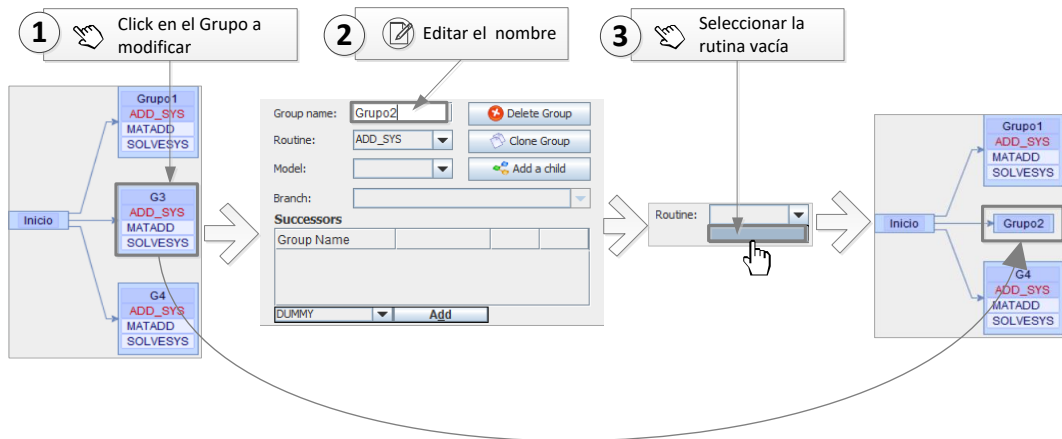 1
Click en el Grupo a
modificar
2
Editar el nombre
3
Seleccionar la
rutina vacía
Inicio
Grupo1
ADD_SYS
MATADD
SOLVESYS
G3
ADD_SYS
MATADD
SOLVESYS
G4
ADD_SYS
MATADD
SOLVESYS
Group name: Grupo2 Delete Group
Routine: ADD_SYS Clone Group
Model: Add a child
Branch:
Successors
Group Name
DUMMY Add
Routine:
Inicio
Grupo1
ADD_SYS
MATADD
SOLVESYS
Grupo2
G4
ADD_SYS
MATADD
SOLVESYS